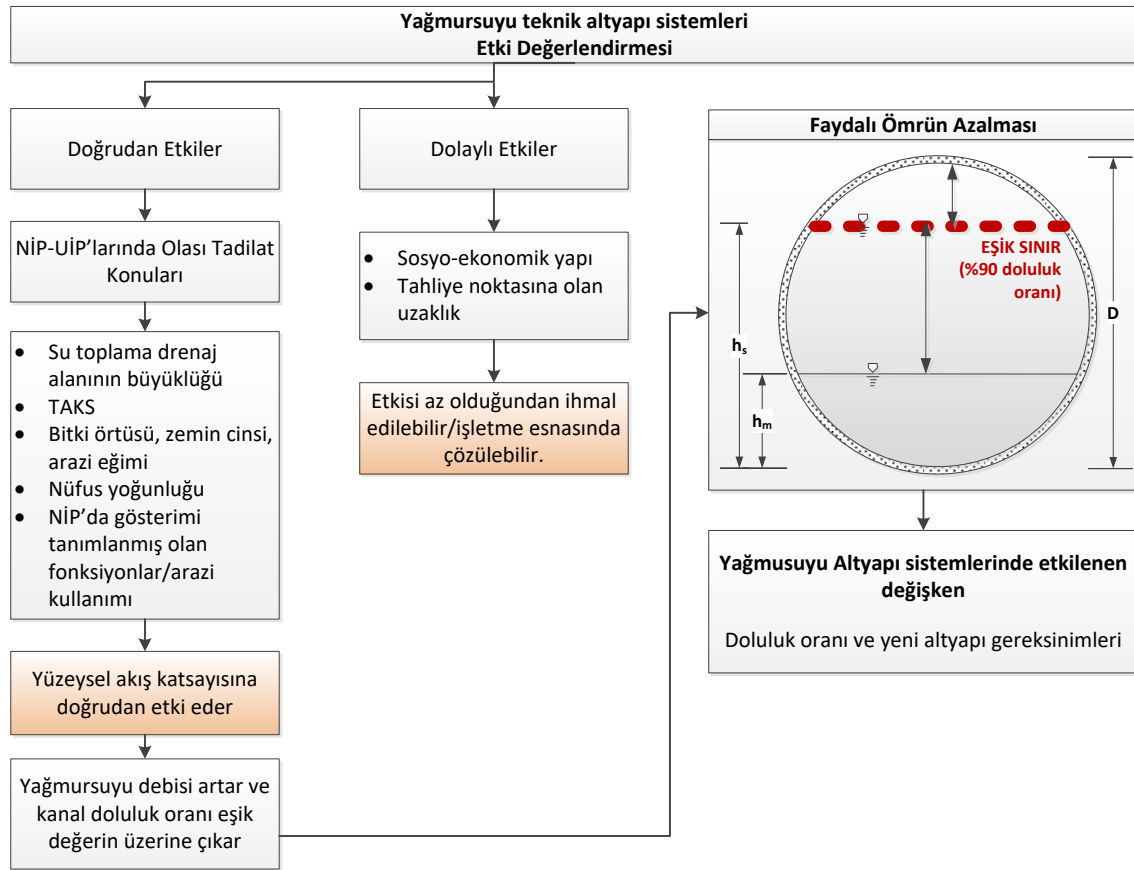 Yağmursuyu teknik altyapı sistemleri
Etki Değerlendirmesi
Doğrudan Etkiler
NİP-UİP'larında Olası Tadilat
Konuları
• Su toplama drenaj
alanının büyüklüğü
• TAKS
• Bitki örtüsü, zemin cinsi,
arazi eğimi
• Nüfus yoğunluğu
• NİP'da gösterimi
tanımlanmış olan
fonksiyonlar/arazi
kullanımı
Yüzeysel akış katsayısına
doğrudan etki eder
Yağmursuyu debisi artar ve
kanal doluluk oranı eşik
değerin üzerine çıkar
Dolaylı Etkiler
• Sosyo-ekonomik yapı
• Tahliye noktasına olan
uzaklık
Etkisi az olduğundan ihmal
edilebilir/işletme esnasında
çözülebilir.
Faydalı Ömrün Azalması
EŞİK SINIR
(%90 doluluk
oranı)
D
hs
hm
Yağmusuyu Altyapı sistemlerinde etkilenen
değişken
Doluluk oranı ve yeni altyapı gereksinimleri